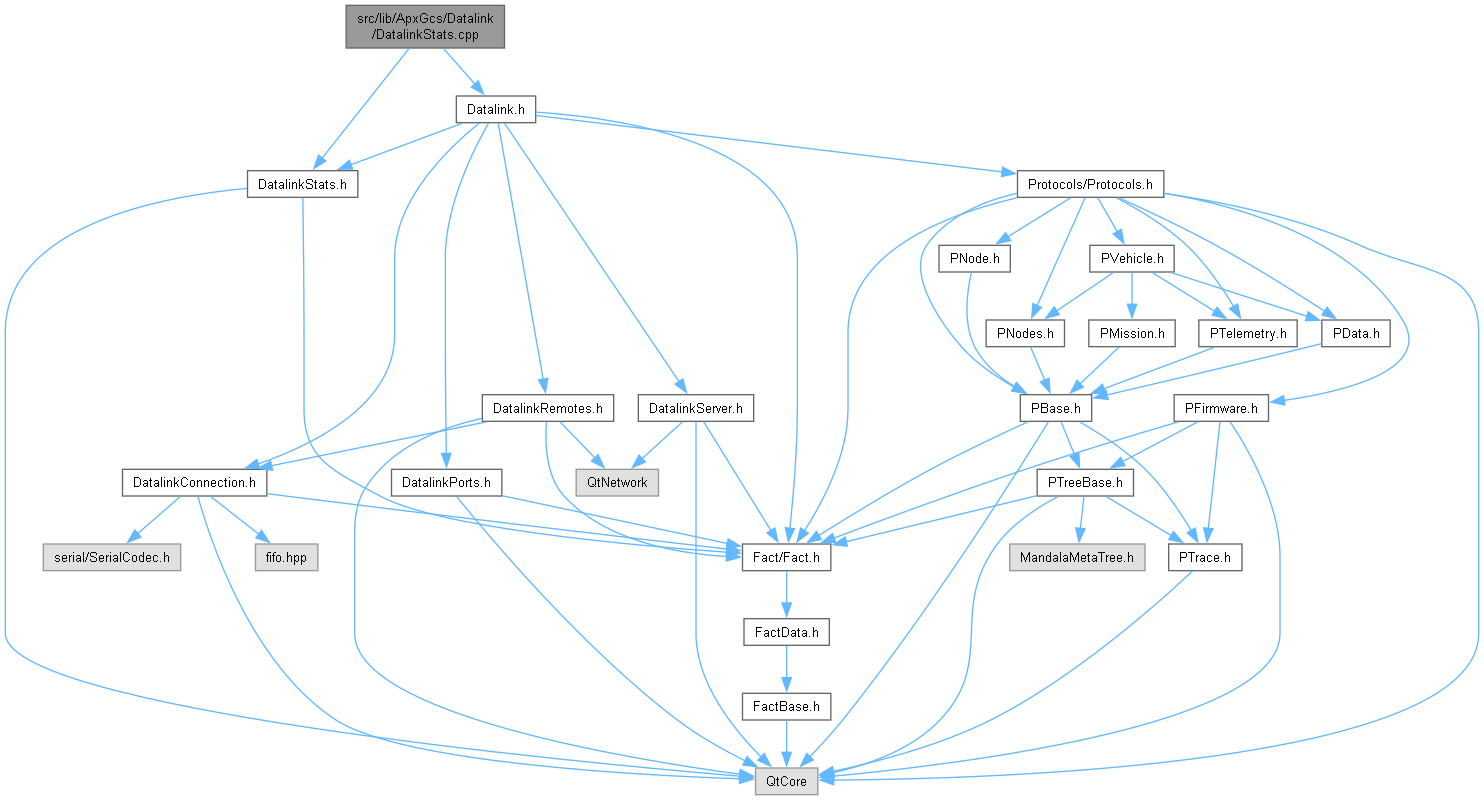 src/lib/ApxGcs/Datalink
/DatalinkStats.cpp
Datalink.h
DatalinkStats.h
Protocols/Protocols.h
PNode.h
PVehicle.h
PNodes.h
PMission.h
PTelemetry.h
PData.h
DatalinkRemotes.h
DatalinkServer.h
PBase.h
PFirmware.h
DatalinkConnection.h
DatalinkPorts.h
QtNetwork
PTreeBase.h
serial/SerialCodec.h
fifo.hpp
Fact/Fact.h
MandalaMetaTree.h
PTrace.h
FactData.h
FactBase.h
QtCore